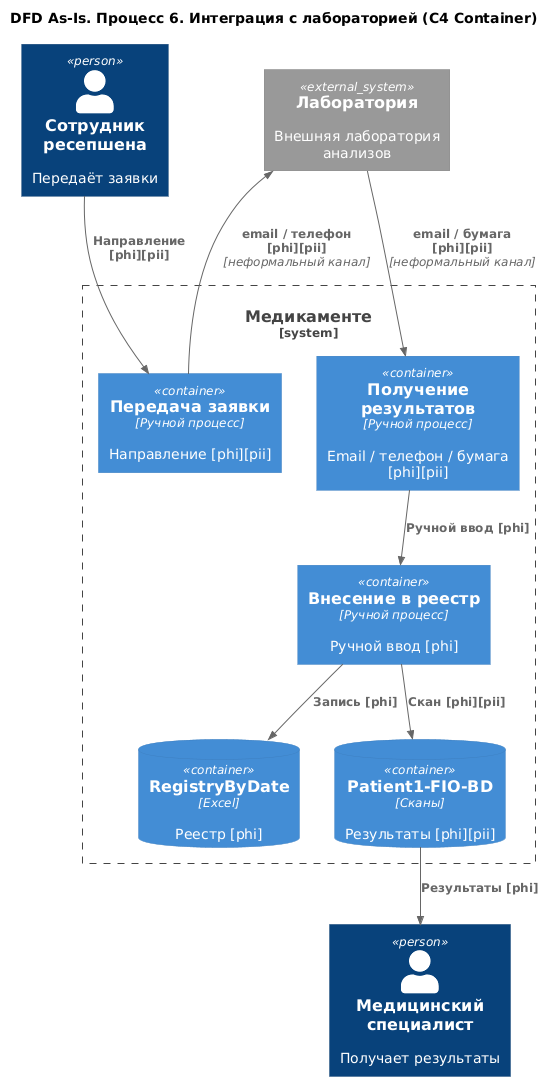 DFD As-Is. Процесс 6. Интеграция с лабораторией (C4 Container)
«person»
Сотрудник
ресепшена
Передаёт заявки
«external_system»
Лаборатория
Внешняя лаборатория
анализов
Направление
[phi][pii]
email / телефон
[phi][pii]
[неформальный канал]
email / бумага
[phi][pii]
[неформальный канал]
Медикаменте
[system]
«container»
Передача заявки
[Ручной процесс]
Направление [phi][pii]
«container»
Получение
результатов
[Ручной процесс]
Email / телефон / бумага
[phi][pii]
Ручной ввод [phi]
«container»
Внесение в реестр
[Ручной процесс]
Ручной ввод [phi]
Запись [phi]
Скан [phi][pii]
«container»
RegistryByDate
[Excel]
Реестр [phi]
«container»
Patient1-FIO-BD
[Сканы]
Результаты [phi][pii]
Результаты [phi]
«person»
Медицинский
специалист
Получает результаты